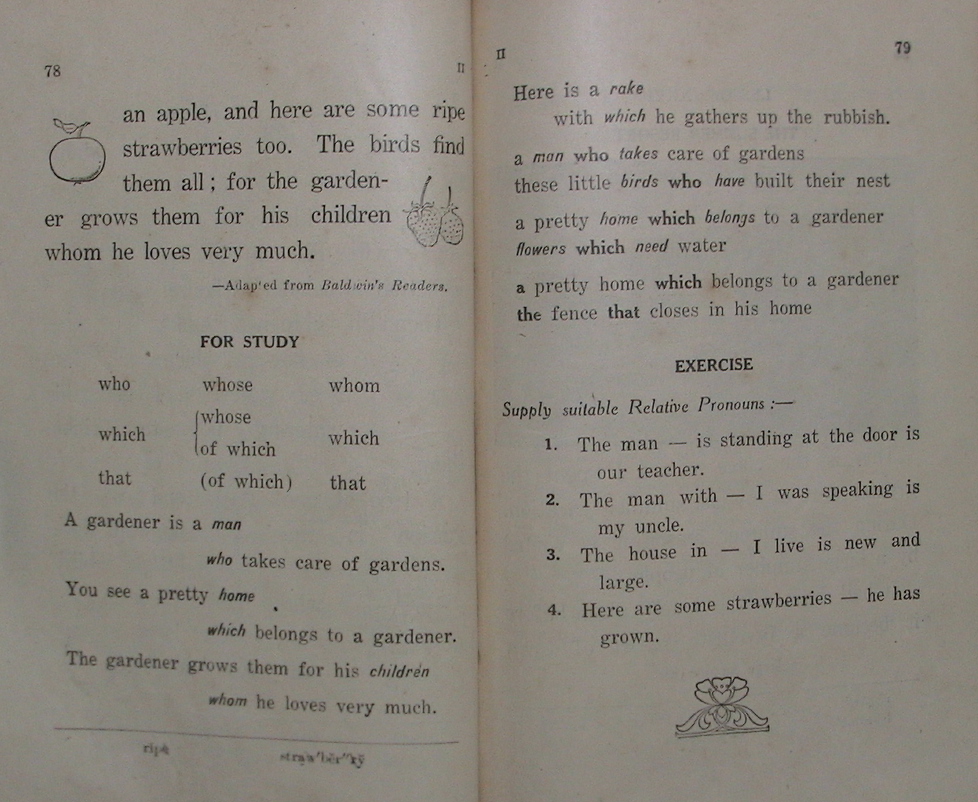 78 II
an apple, and here are some ripe
strawberries too. The birds find
them all ; for the garden-
er grows them for his children
whom he loves very much.
—Adapted from Baldwin's Readers.
FOR STUDY
who whose whom
which {whose which
of which
that (of which) that
A gardener is a man
who takes care of gardens.
You see a pretty home
which belongs to a gardener.
The gardener grows them for his children
whom he loves very much.
ripe
II 79
Here is a rake
with which he gathers up the rubbish.
a man who takes care of gardens
these little birds who have built their nest
a pretty home which belongs to a gardener
flowers which need water
a pretty home which belongs to a gardener
the fence that closes in his home
EXERCISE
Supply suitable Relative Pronouns :—
1. The man — is standing at the door is
our teacher.
2. The man with — I was speaking is
my uncle.
3. The house in — I live is new and
large.
4. Here are some strawberries — he has
grown.